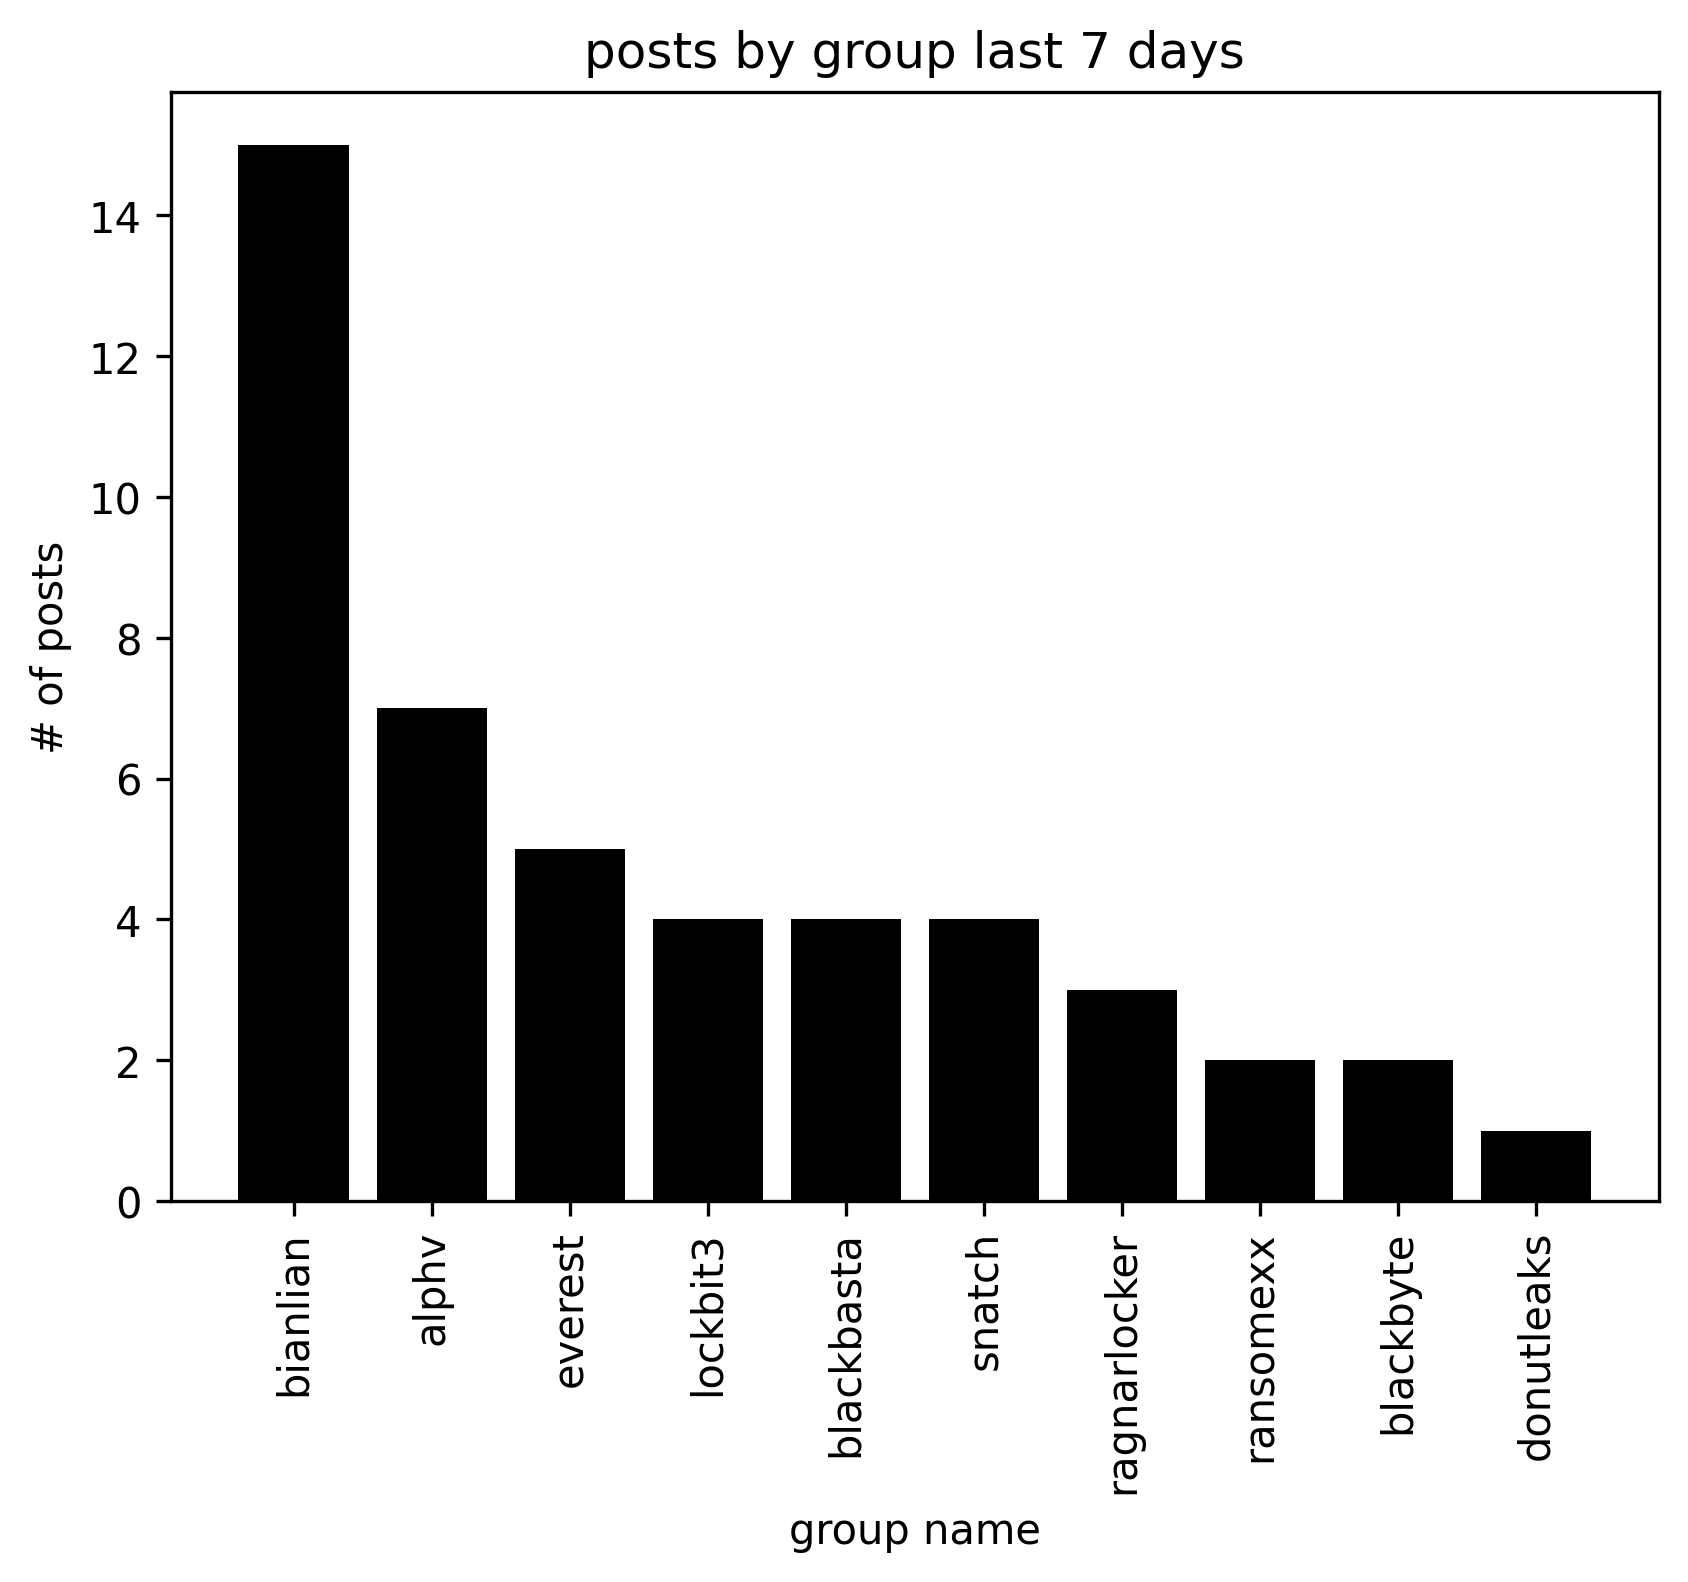 posts by group last 7 days
14
12
10
8
6
4
2
0
# of posts
bianlian
alphv
everest
lockbit3
blackbasta
snatch
ragnarlocker
ransomexx
blackbyte
donutleaks
group name